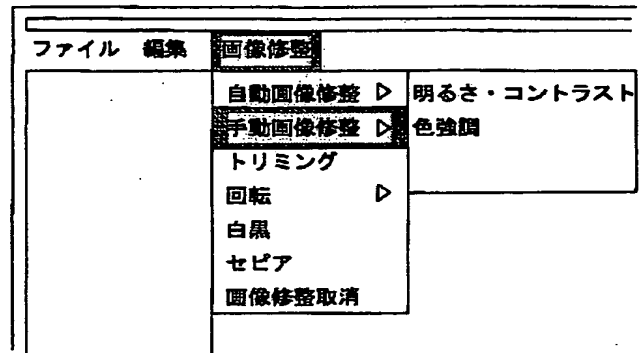 ファイル 編集 画像修整
自動画像修整 ▷ 明るさ・コントラスト
手動画像修整 ▷ 色強調
トリミング
回転 ▷
白黒
セピア
画像修整取消